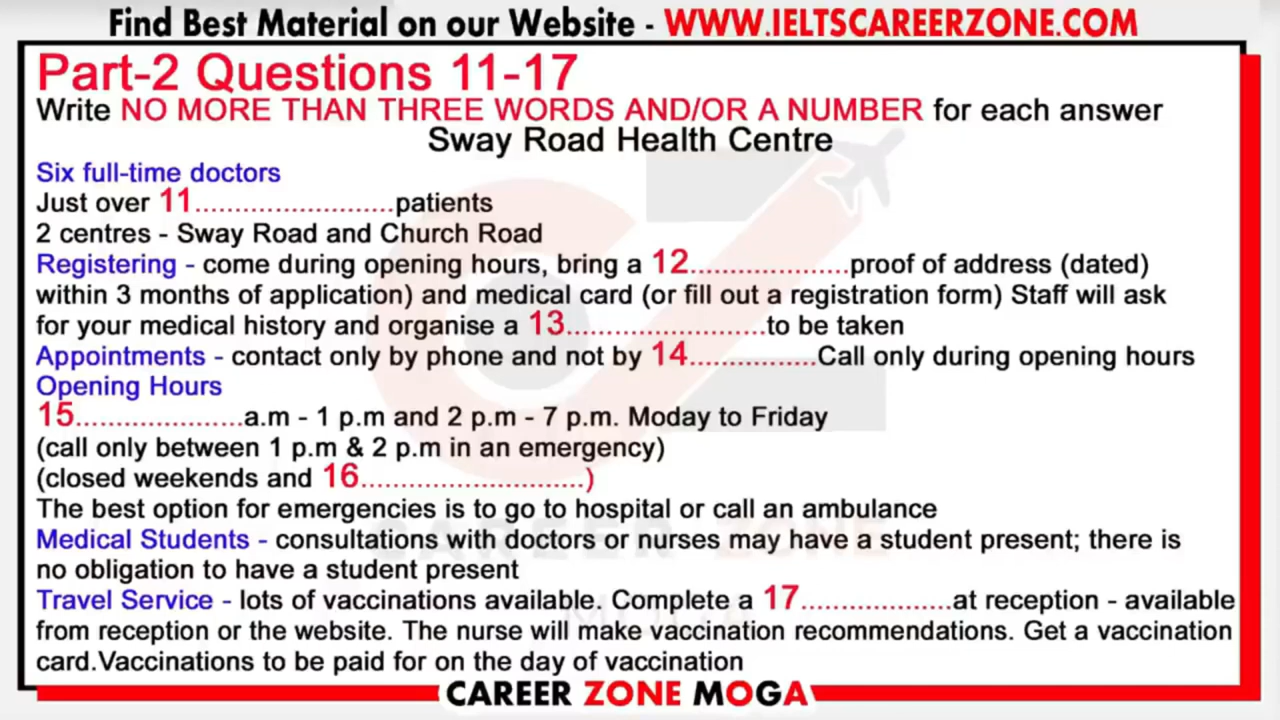 Find Best Material on our Website - WWW.IELTSCAREERZONE.COM
Part-2 Questions 11-17
Write NO MORE THAN THREE WORDS AND/OR A NUMBER for each answer
Sway Road Health Centre
Six full-time doctors
Just over 11........................patients
2 centres - Sway Road and Church Road
Registering - come during opening hours, bring a 12...................proof of address (dated)
within 3 months of application) and medical card (or fill out a registration form) Staff will ask
for your medical history and organise a 13........................to be taken
Appointments - contact only by phone and not by 14...............Call only during opening hours
Opening Hours
15....................a.m - 1 p.m and 2 p.m - 7 p.m. Moday to Friday
(call only between 1 p.m & 2 p.m in an emergency)
(closed weekends and 16...........................)
The best option for emergencies is to go to hospital or call an ambulance
Medical Students - consultations with doctors or nurses may have a student present; there is
no obligation to have a student present
Travel Service - lots of vaccinations available. Complete a 17..................at reception - available
from reception or the website. The nurse will make vaccination recommendations. Get a vaccination
card.Vaccinations to be paid for on the day of vaccination
CAREER ZONE
MOGA
CAREER ZONE MOGA